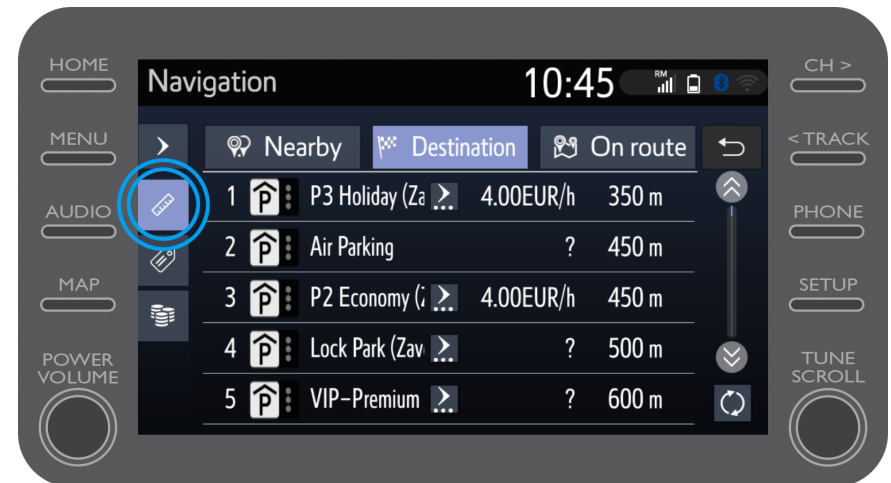 HOME
CH >
Navigation 10:45 RM
MENU
< TRACK
Nearby Destination On route
AUDIO
PHONE
1 P P3 Holiday (Za 4.00EUR/h 350 m
2 P Air Parking ? 450 m
MAP
SETUP
3 P P2 Economy ( 4.00EUR/h 450 m
4 P Lock Park (Zav ? 500 m
POWER
VOLUME
TUNE
SCROLL
5 P VIP-Premium ? 600 m